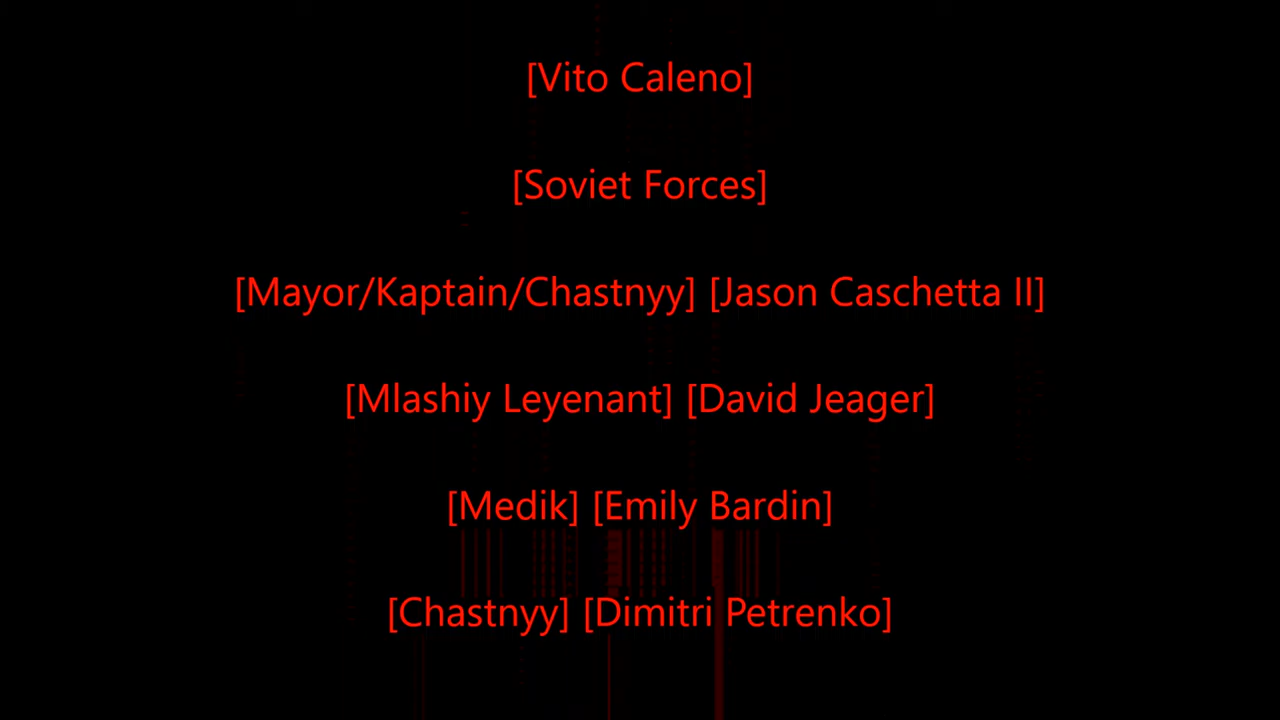 [Vito Caleno]
[Soviet Forces]
[Mayor/Kaptain/Chastnyy] [Jason Caschetta II]
[Mlashiy Leyenant] [David Jeager]
[Medik] [Emily Bardin]
[Chastnyy] [Dimitri Petrenko]